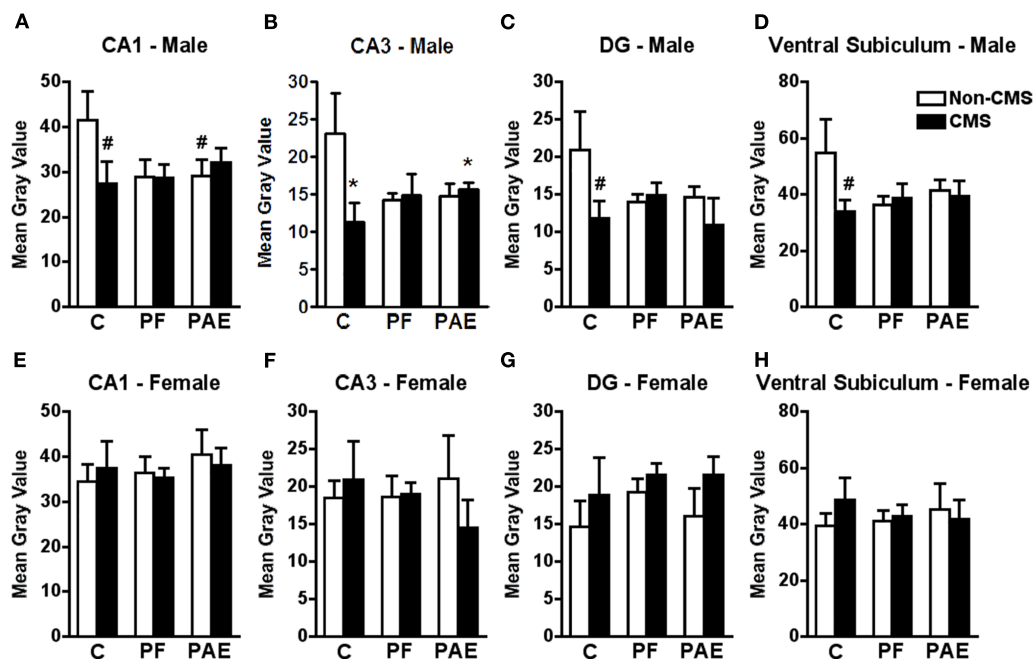 A
CA1 - Male
Mean Gray Value
50
40
30
20
10
0
#
#
C PF PAE
B
CA3 - Male
Mean Gray Value
30
25
20
15
10
5
0
*
*
C PF PAE
C
DG - Male
Mean Gray Value
30
25
20
15
10
5
0
#
C PF PAE
D
Ventral Subiculum - Male
Mean Gray Value
80
60
40
20
0
#
Non-CMS
CMS
C PF PAE
E
CA1 - Female
Mean Gray Value
50
40
30
20
10
0
C PF PAE
F
CA3 - Female
Mean Gray Value
30
25
20
15
10
5
0
C PF PAE
G
DG - Female
Mean Gray Value
30
25
20
15
10
5
0
C PF PAE
H
Ventral Subiculum - Female
Mean Gray Value
80
60
40
20
0
C PF PAE